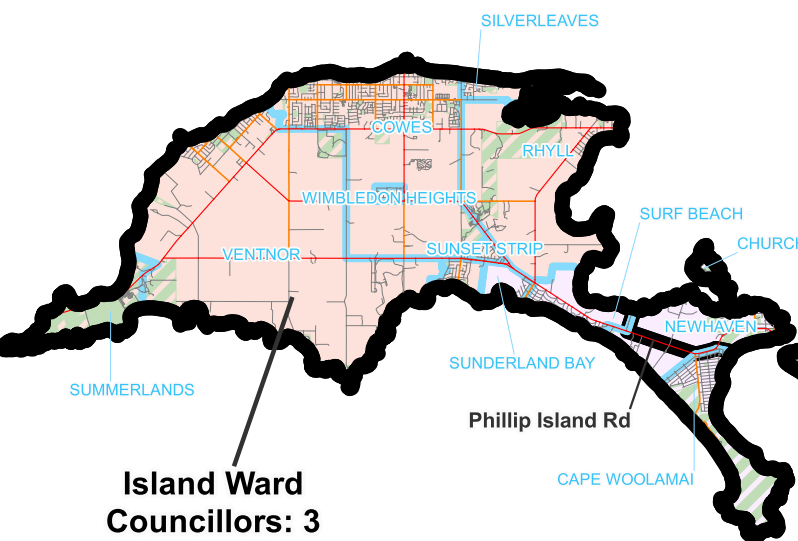 SILVERLEAVES
COWES
RHYLL
WIMBLEDON HEIGHTS
SURF BEACH
CHURCH
VENTNOR
SUNSET STRIP
NEWHAVEN
SUNDERLAND BAY
SUMMERLANDS
Phillip Island Rd
CAPE WOOLAMAI
Island Ward
Councillors: 3